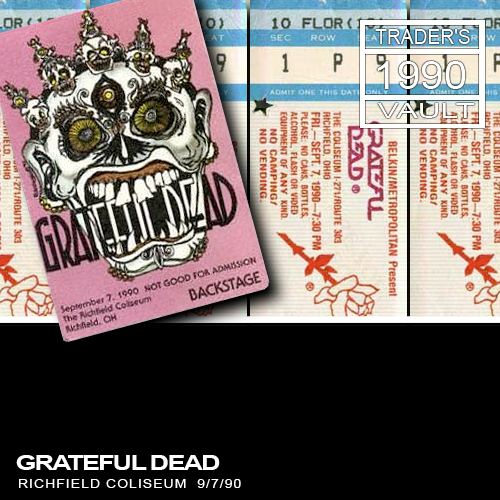 10 FLOR(
SEC ROW
1 P 9
ADMIT ONE THIS DATE ONLY
TRADER'S
1990
VAULT
GRATEFUL DEAD
September 7, 1990 NOT GOOD FOR ADMISSION
The Richfield Coliseum
Richfield, OH
BACKSTAGE
BELKIN/METROPOLITAN Present
GRATEFUL
DEAD®
THE COLISEUM - I-271/ROUTE 303
RICHFIELD, OHIO
FRI., SEPT. 7, 1990 - 7:30 PM
PLEASE: NO CANS, BOTTLES,
ALCOHOL, FLASH OR VIDEO
EQUIPMENT OF ANY KIND.
NO CAMPING/
NO VENDING.
GRATEFUL DEAD
RICHFIELD COLISEUM 9/7/90